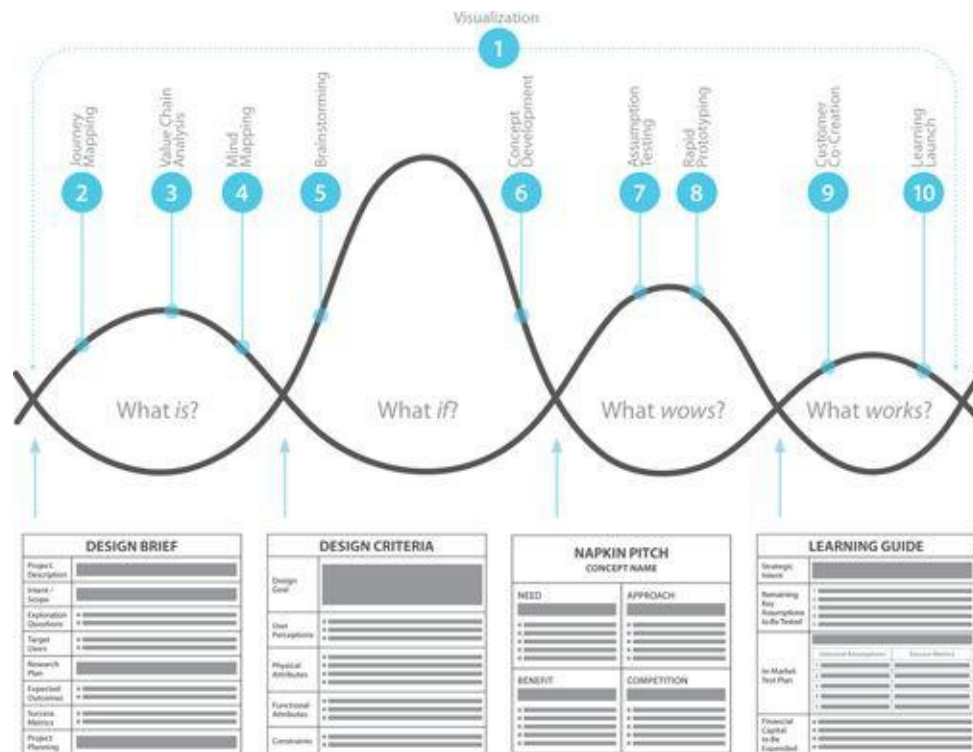 Visualization
1
Journey
Mapping
2
Value Chain
Analysis
3
Mind
Mapping
4
Brainstorming
5
Concept
Development
6
Assumption
Testing
7
Rapid
Prototyping
8
Customer
Co-Creation
9
Learning
Launch
10
What is?
What if?
What wows?
What works?
DESIGN BRIEF
Project
Description
Intent /
Scope
Exploration
Questions
Target
Users
Research
Plan
Expected
Outcomes
Success
Metrics
Project
Planning
DESIGN CRITERIA
Design
Goal
User
Perceptions
Physical
Attributes
Functional
Attributes
Constraints
NAPKIN PITCH
CONCEPT NAME
NEED
APPROACH
BENEFIT
COMPETITION
LEARNING GUIDE
Strategic
Intent
Remaining
Key
Assumptions
to Be Tested
In-Market
Test Plan
Untested Assumptions
Success Metrics
Financial
Capital
to Be
Expended